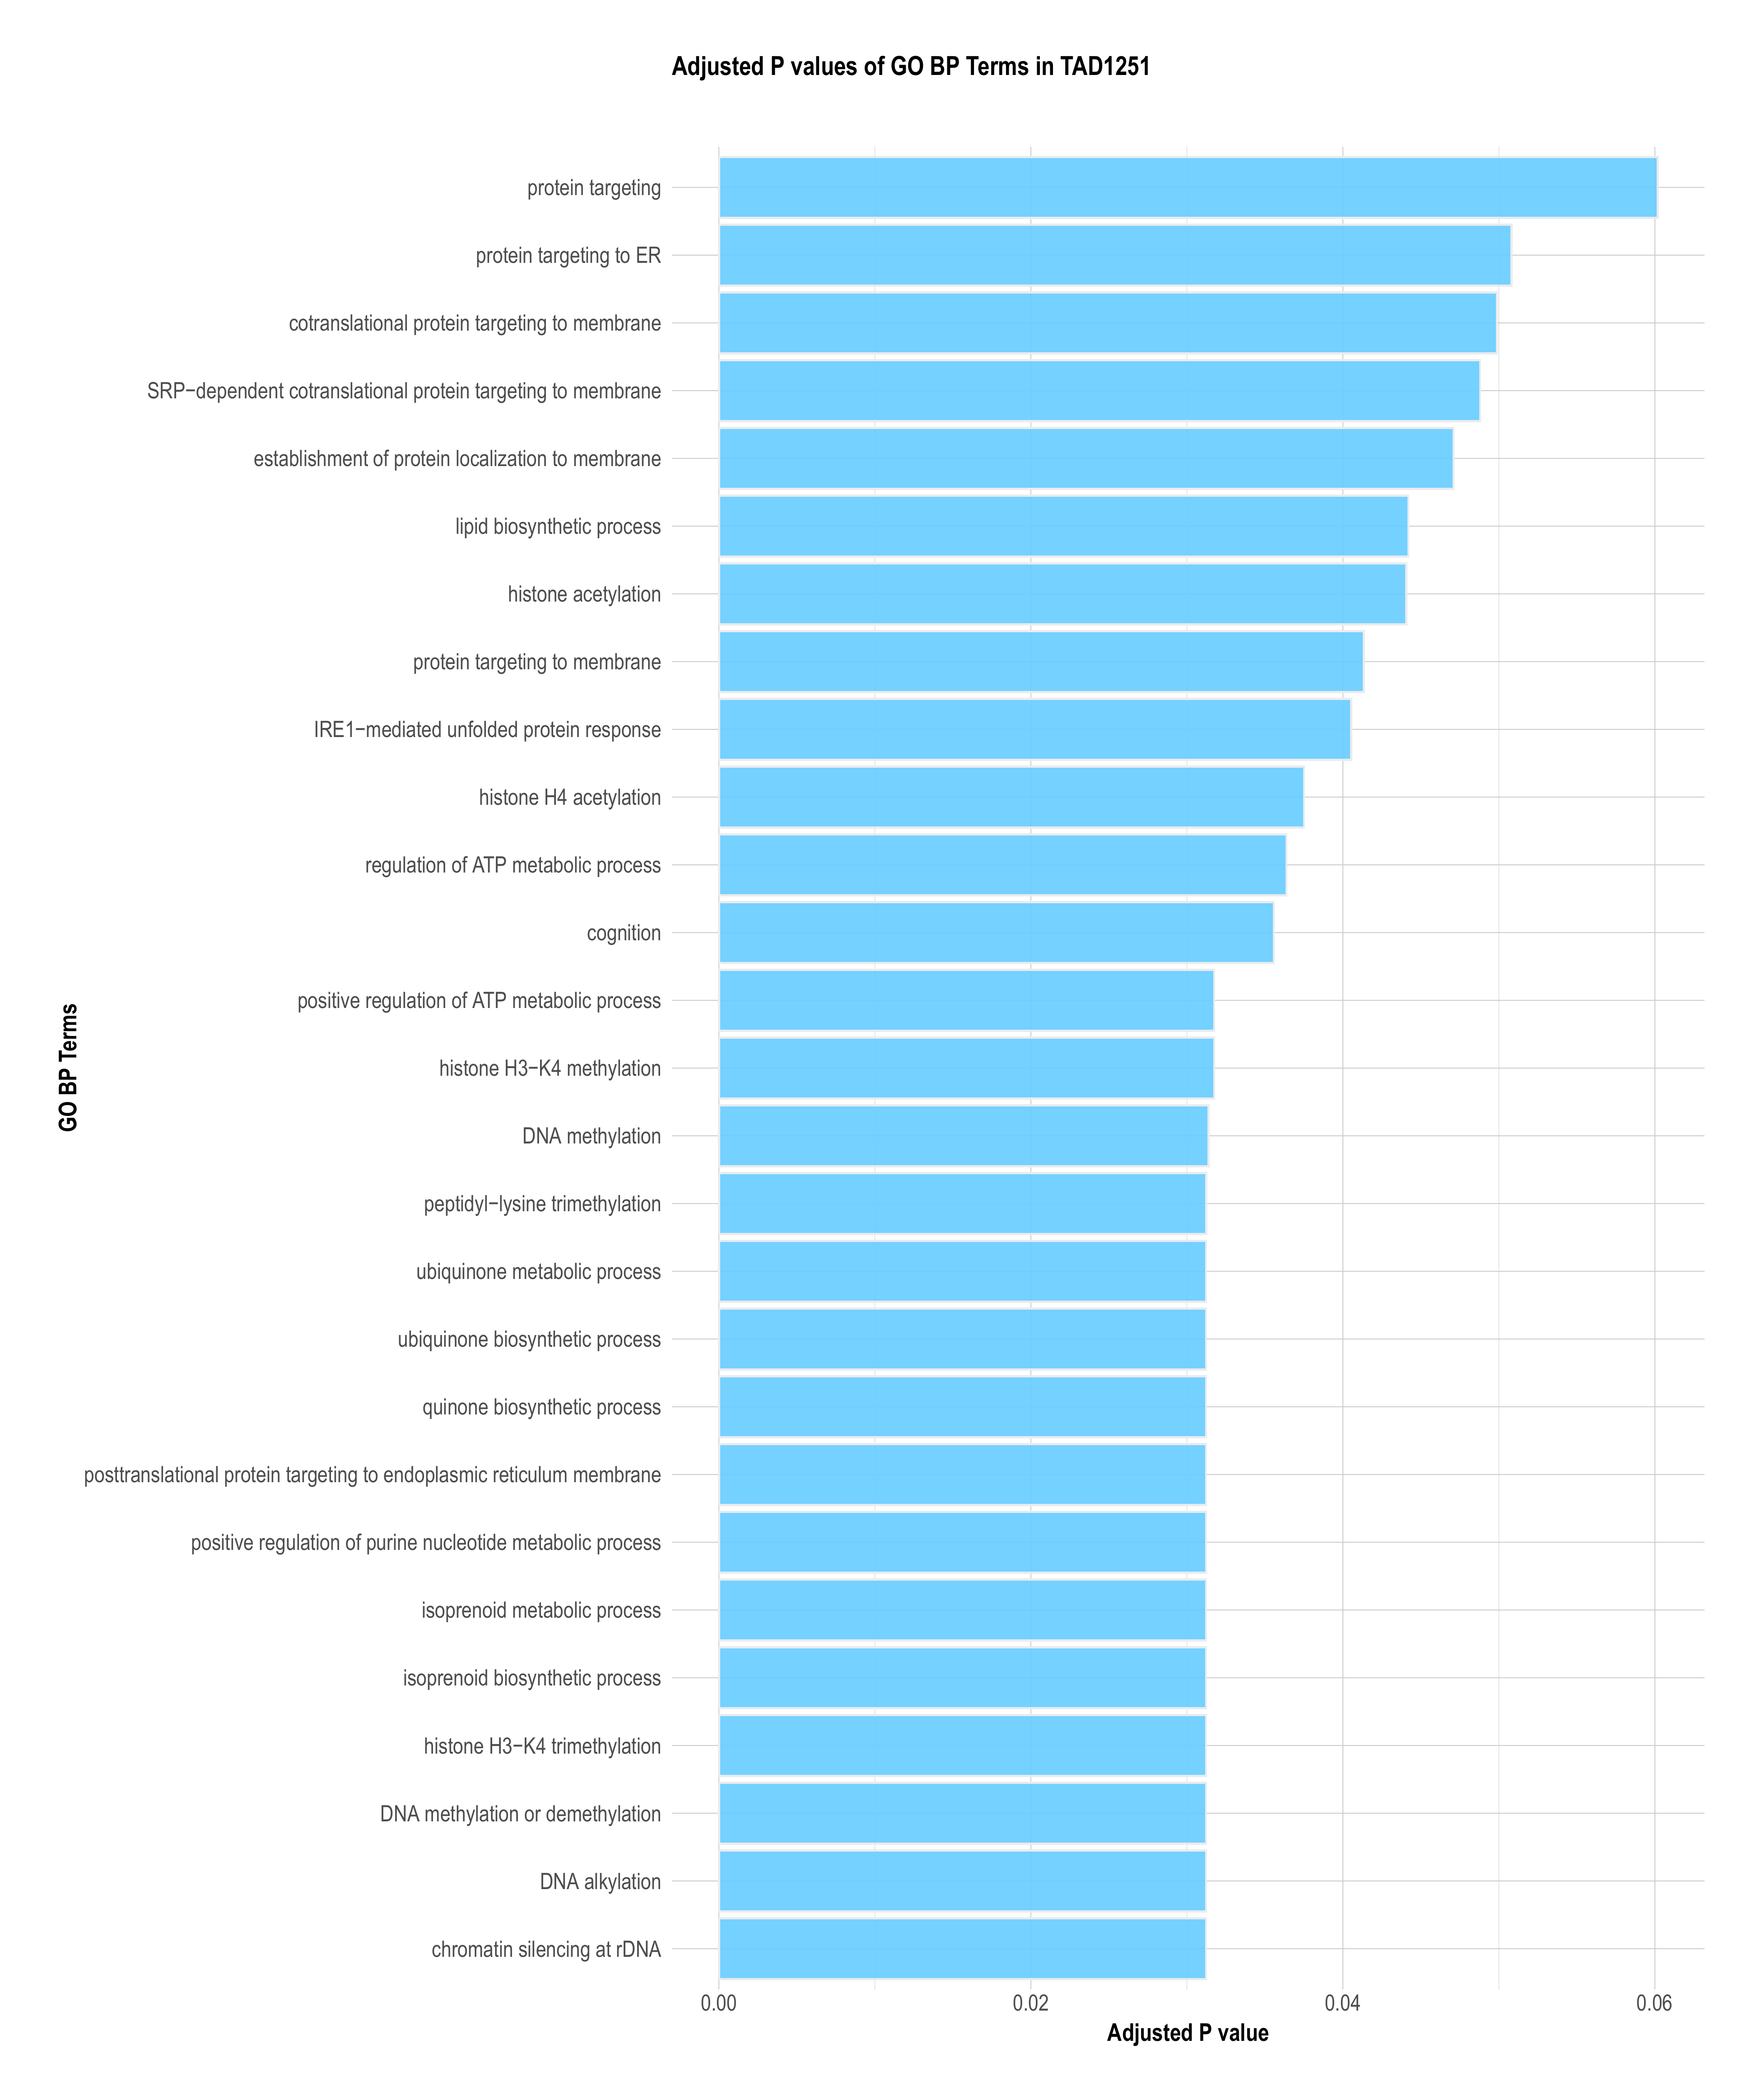 Adjusted P values of GO BP Terms in TAD1251
protein targeting
protein targeting to ER
cotranslational protein targeting to membrane
SRP−dependent cotranslational protein targeting to membrane
establishment of protein localization to membrane
lipid biosynthetic process
histone acetylation
protein targeting to membrane
IRE1−mediated unfolded protein response
histone H4 acetylation
regulation of ATP metabolic process
cognition
positive regulation of ATP metabolic process
histone H3−K4 methylation
DNA methylation
peptidyl−lysine trimethylation
ubiquinone metabolic process
ubiquinone biosynthetic process
quinone biosynthetic process
posttranslational protein targeting to endoplasmic reticulum membrane
positive regulation of purine nucleotide metabolic process
isoprenoid metabolic process
isoprenoid biosynthetic process
histone H3−K4 trimethylation
DNA methylation or demethylation
DNA alkylation
chromatin silencing at rDNA
GO BP Terms
0.00 0.02 0.04 0.06
Adjusted P value